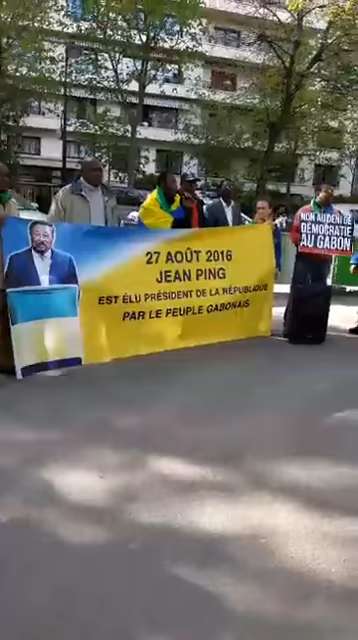 27 AOÛT 2016
JEAN PING
EST ÉLU PRÉSIDENT DE LA RÉPUBLIQUE
PAR LE PEUPLE GABONAIS
NON AU DÉNI DE
DÉMOCRATIE
AU GABON